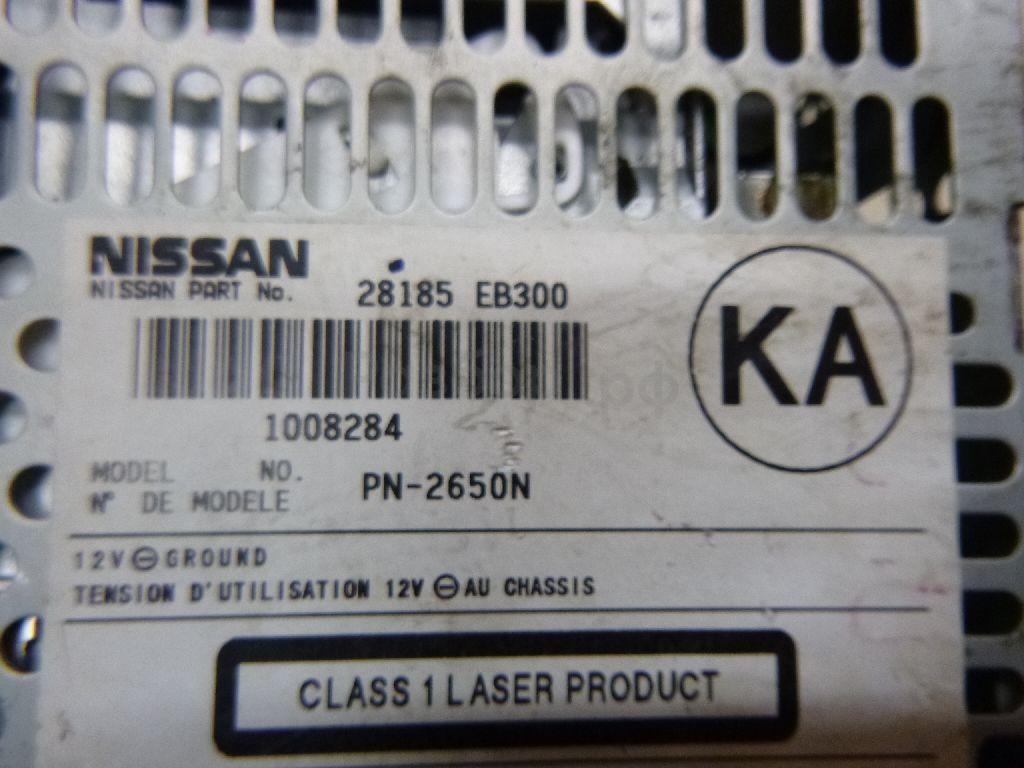 NISSAN
NISSAN PART No. 28185 EB300
KA
1008284
MODEL NO.
N° DE MODELE
PN-2650N
12V ⊖ GROUND
TENSION D'UTILISATION 12V ⊖ AU CHASSIS
CLASS 1 LASER PRODUCT